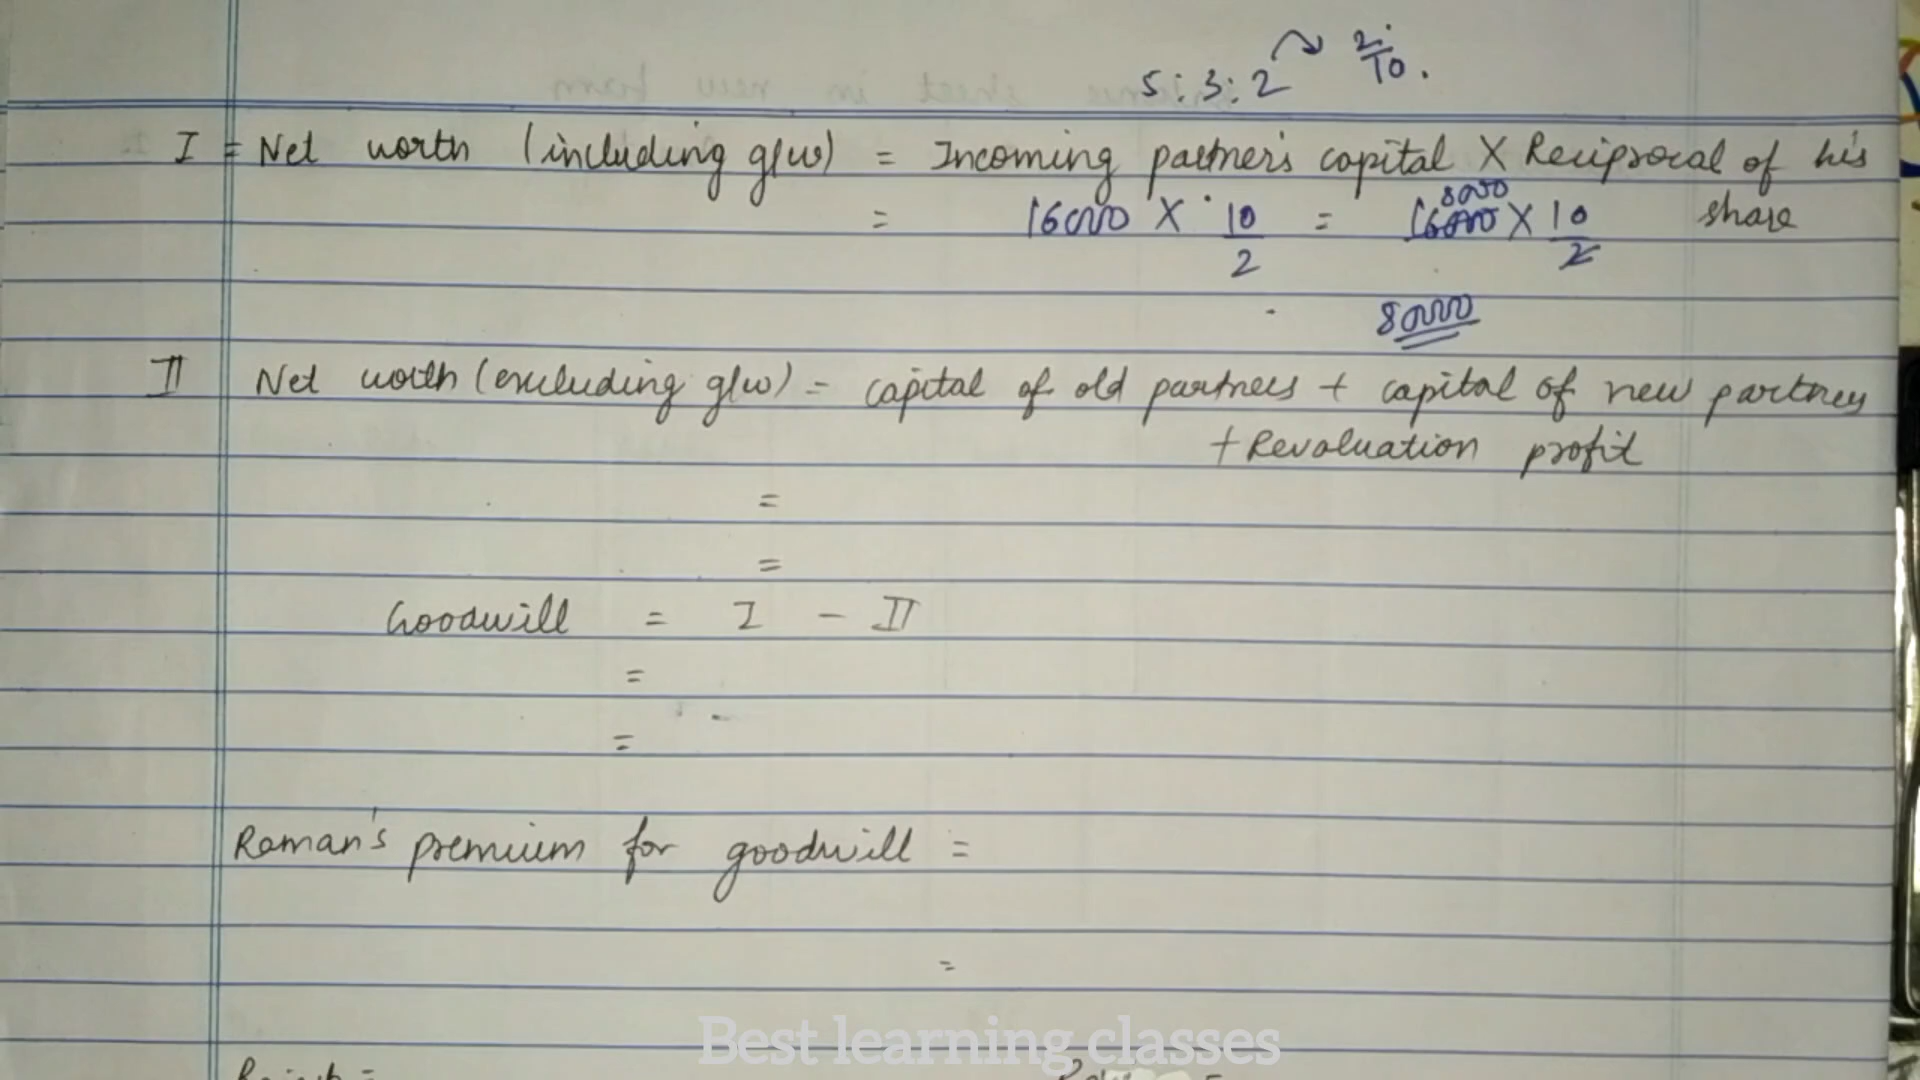 5:3:2 2/10.
I = Net worth (including g/w) = Incoming partner's capital X Reciprocal of his share
= 16000 X 10/2 = 16000 X 10/2
8000
80000
II Net worth (excluding g/w) = capital of old partners + capital of new partners
+ Revaluation profit
=
=
Goodwill = I - II
=
=
Raman's premium for goodwill =
=
Best learning classes